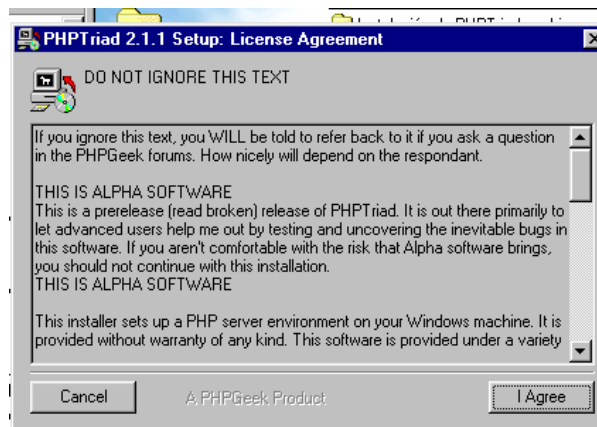 PHPTriad 2.1.1 Setup: License Agreement
DO NOT IGNORE THIS TEXT
If you ignore this text, you WILL be told to refer back to it if you ask a question
in the PHPGeek forums. How nicely will depend on the respondant.
THIS IS ALPHA SOFTWARE
This is a prerelease (read broken) release of PHPTriad. It is out there primarily to
let advanced users help me out by testing and uncovering the inevitable bugs in
this software. If you aren't comfortable with the risk that Alpha software brings,
you should not continue with this installation.
THIS IS ALPHA SOFTWARE
This installer sets up a PHP server environment on your Windows machine. It is
provided without warranty of any kind. This software is provided under a variety
Cancel
A PHPGeek Product
I Agree